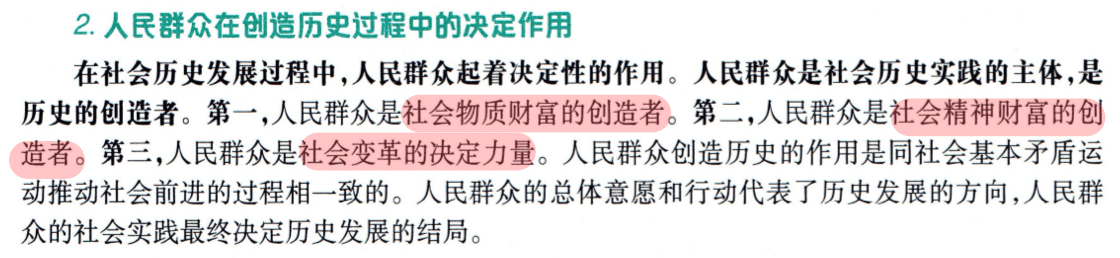 2. 人民群众在创造历史过程中的决定作用
在社会历史发展过程中,人民群众起着决定性的作用。人民群众是社会历史实践的主体,是
历史的创造者。第一,人民群众是社会物质财富的创造者。第二,人民群众是社会精神财富的创
造者。第三,人民群众是社会变革的决定力量。人民群众创造历史的作用是同社会基本矛盾运
动推动社会前进的过程相一致的。人民群众的总体意愿和行动代表了历史发展的方向,人民群
众的社会实践最终决定历史发展的结局。